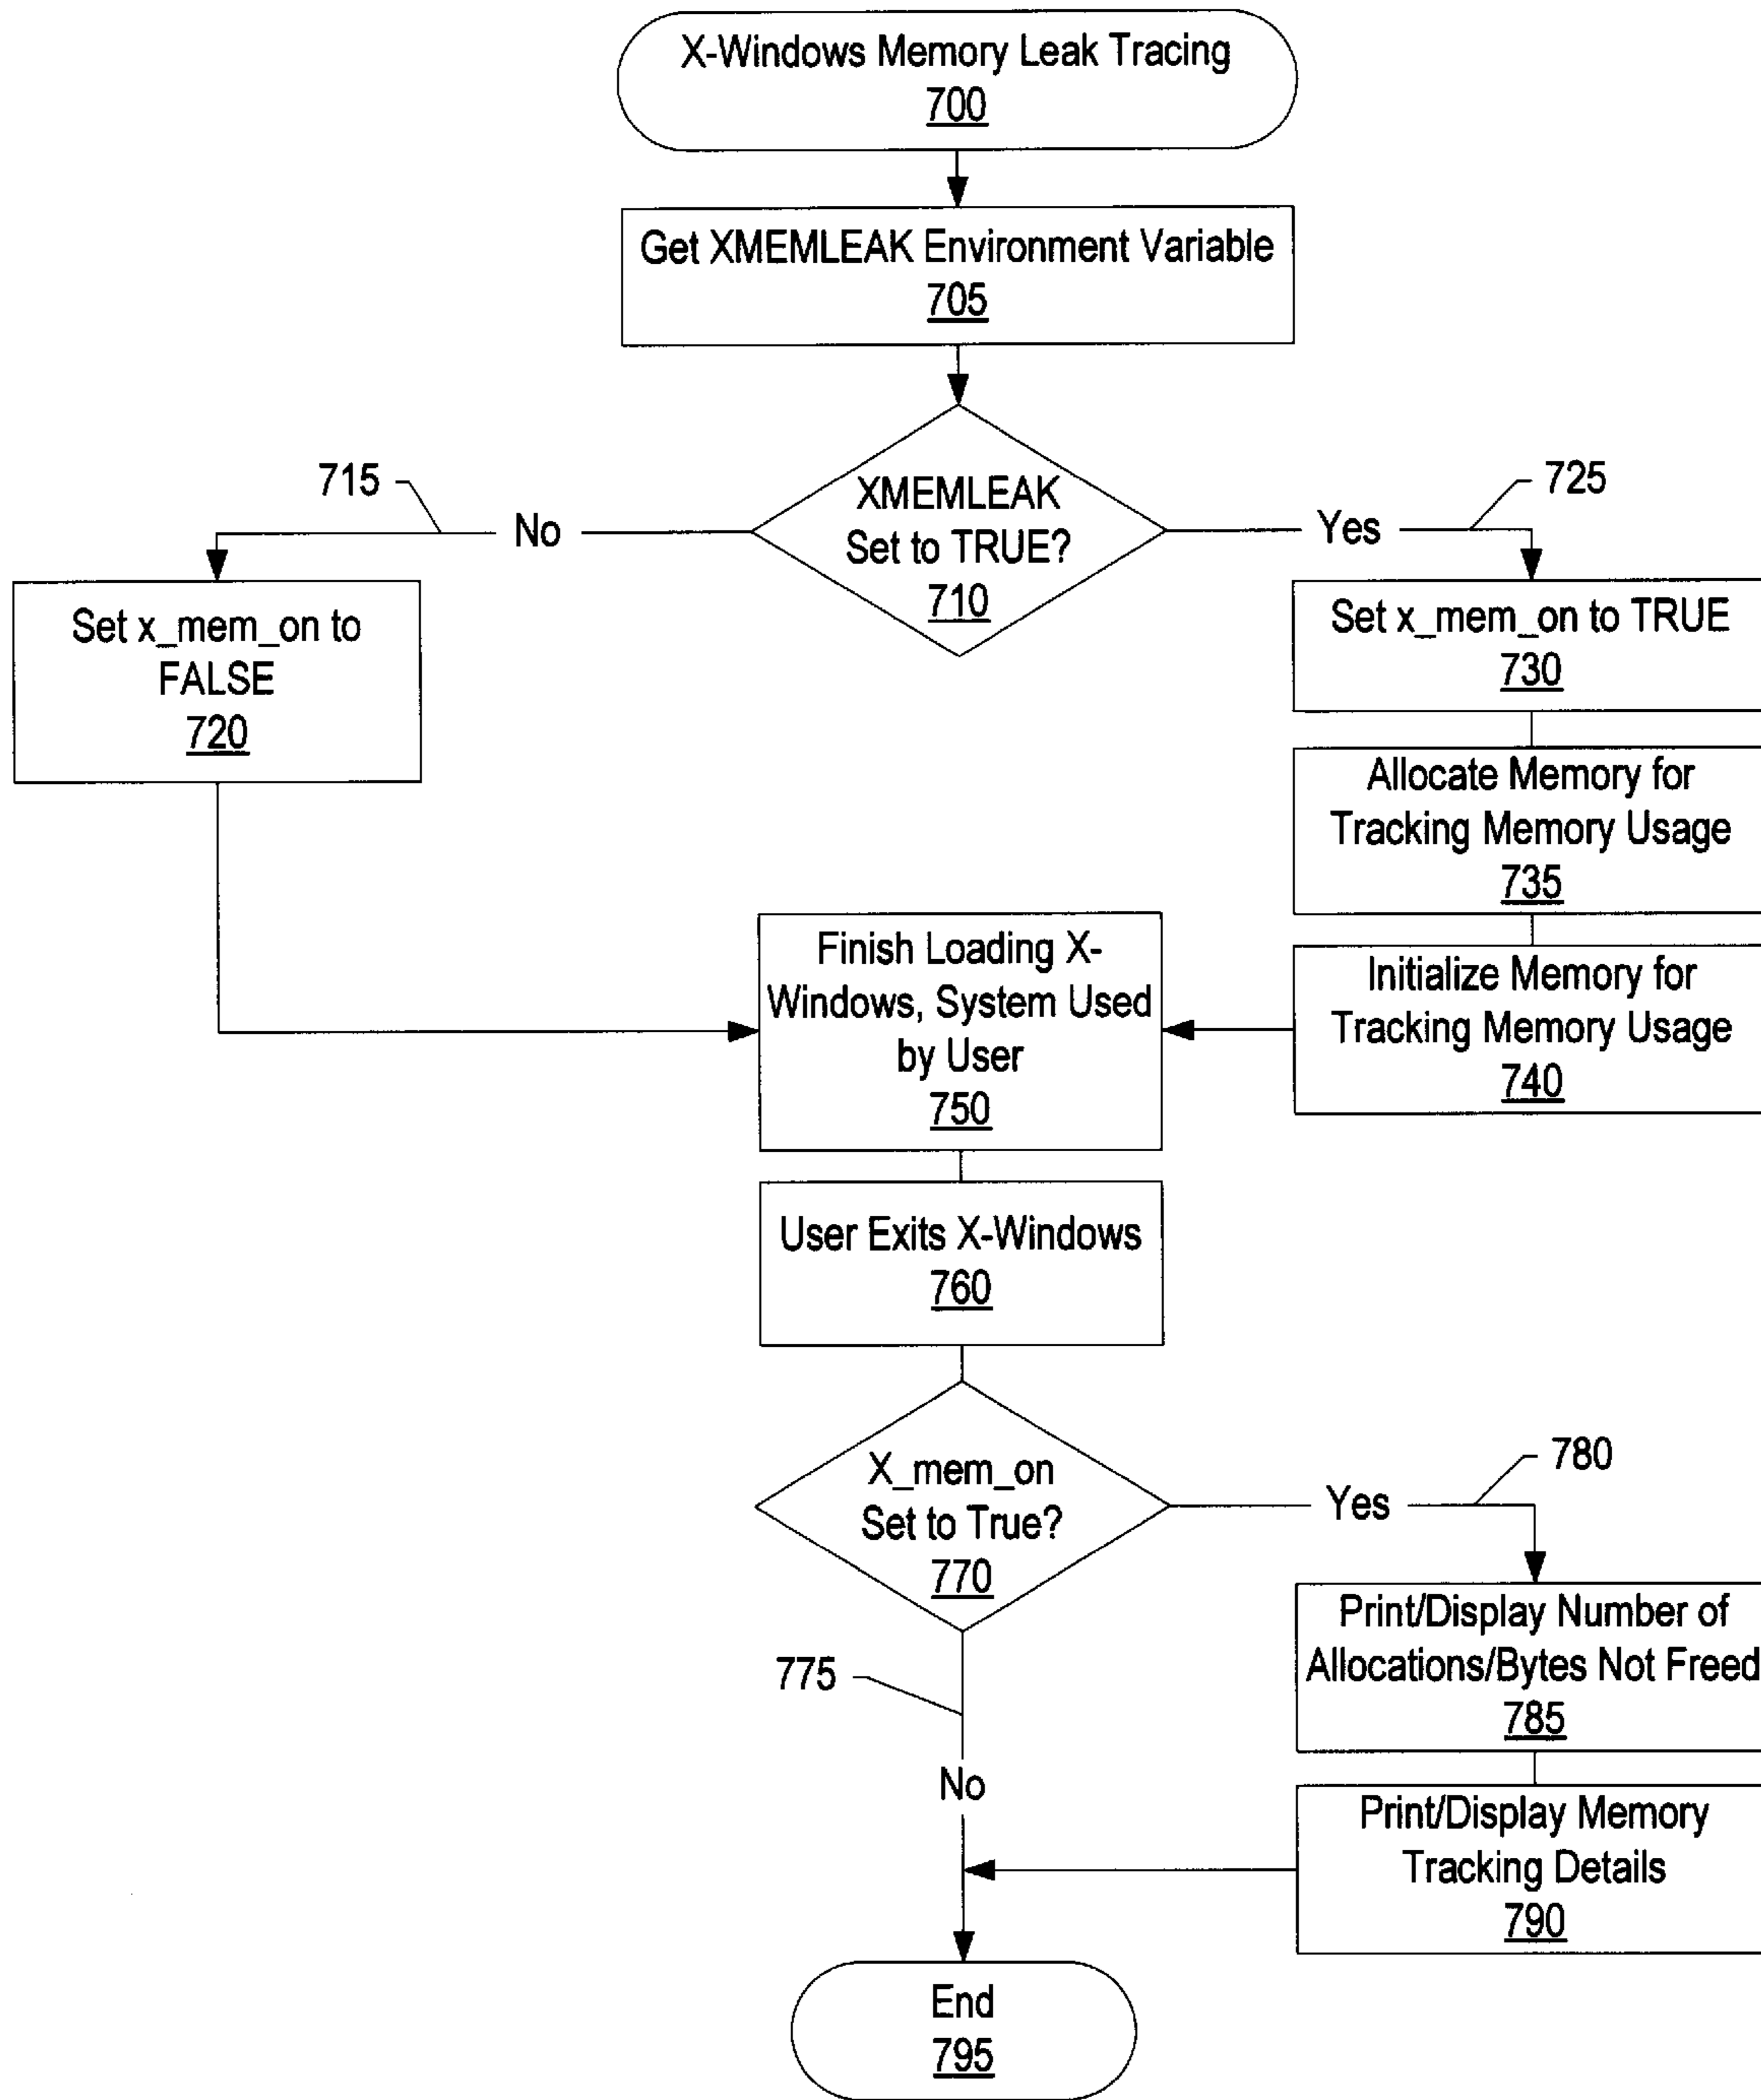 X-Windows Memory Leak Tracing
700
Get XMEMLEAK Environment Variable
705
XMEMLEAK
Set to TRUE?
710
715
No
725
Yes
Set x_mem_on to
FALSE
720
Set x_mem_on to TRUE
730
Allocate Memory for
Tracking Memory Usage
735
Initialize Memory for
Tracking Memory Usage
740
Finish Loading X-
Windows, System Used
by User
750
User Exits X-Windows
760
X_mem_on
Set to True?
770
780
Yes
775
No
Print/Display Number of
Allocations/Bytes Not Freed
785
Print/Display Memory
Tracking Details
790
End
795